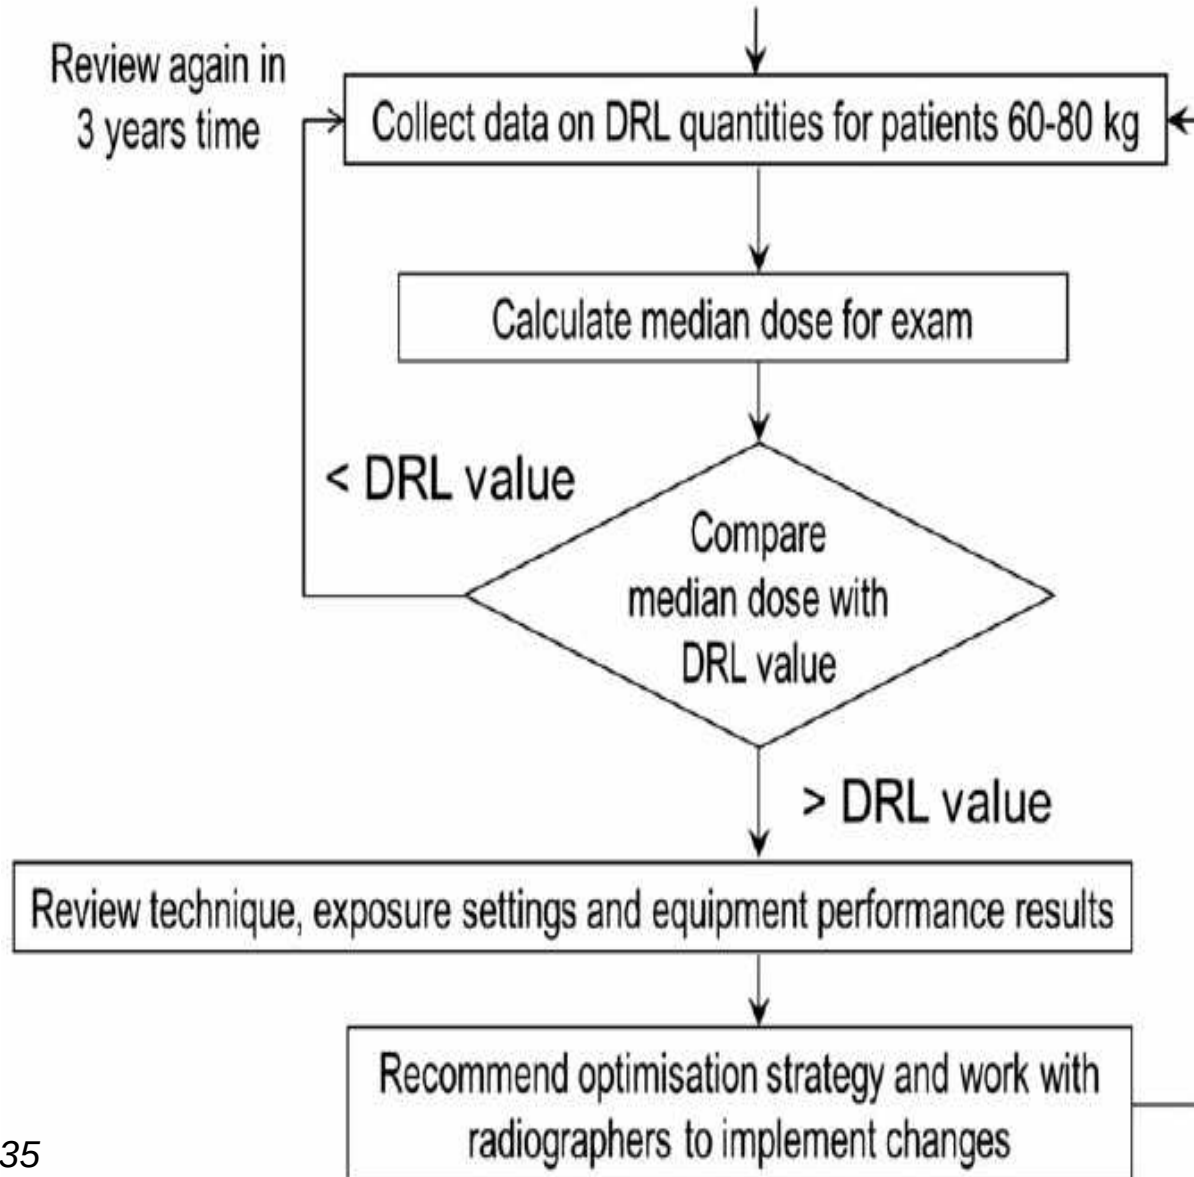 Review again in
3 years time
Collect data on DRL quantities for patients 60-80 kg
Calculate median dose for exam
< DRL value
Compare
median dose with
DRL value
> DRL value
Review technique, exposure settings and equipment performance results
Recommend optimisation strategy and work with
radiographers to implement changes
35